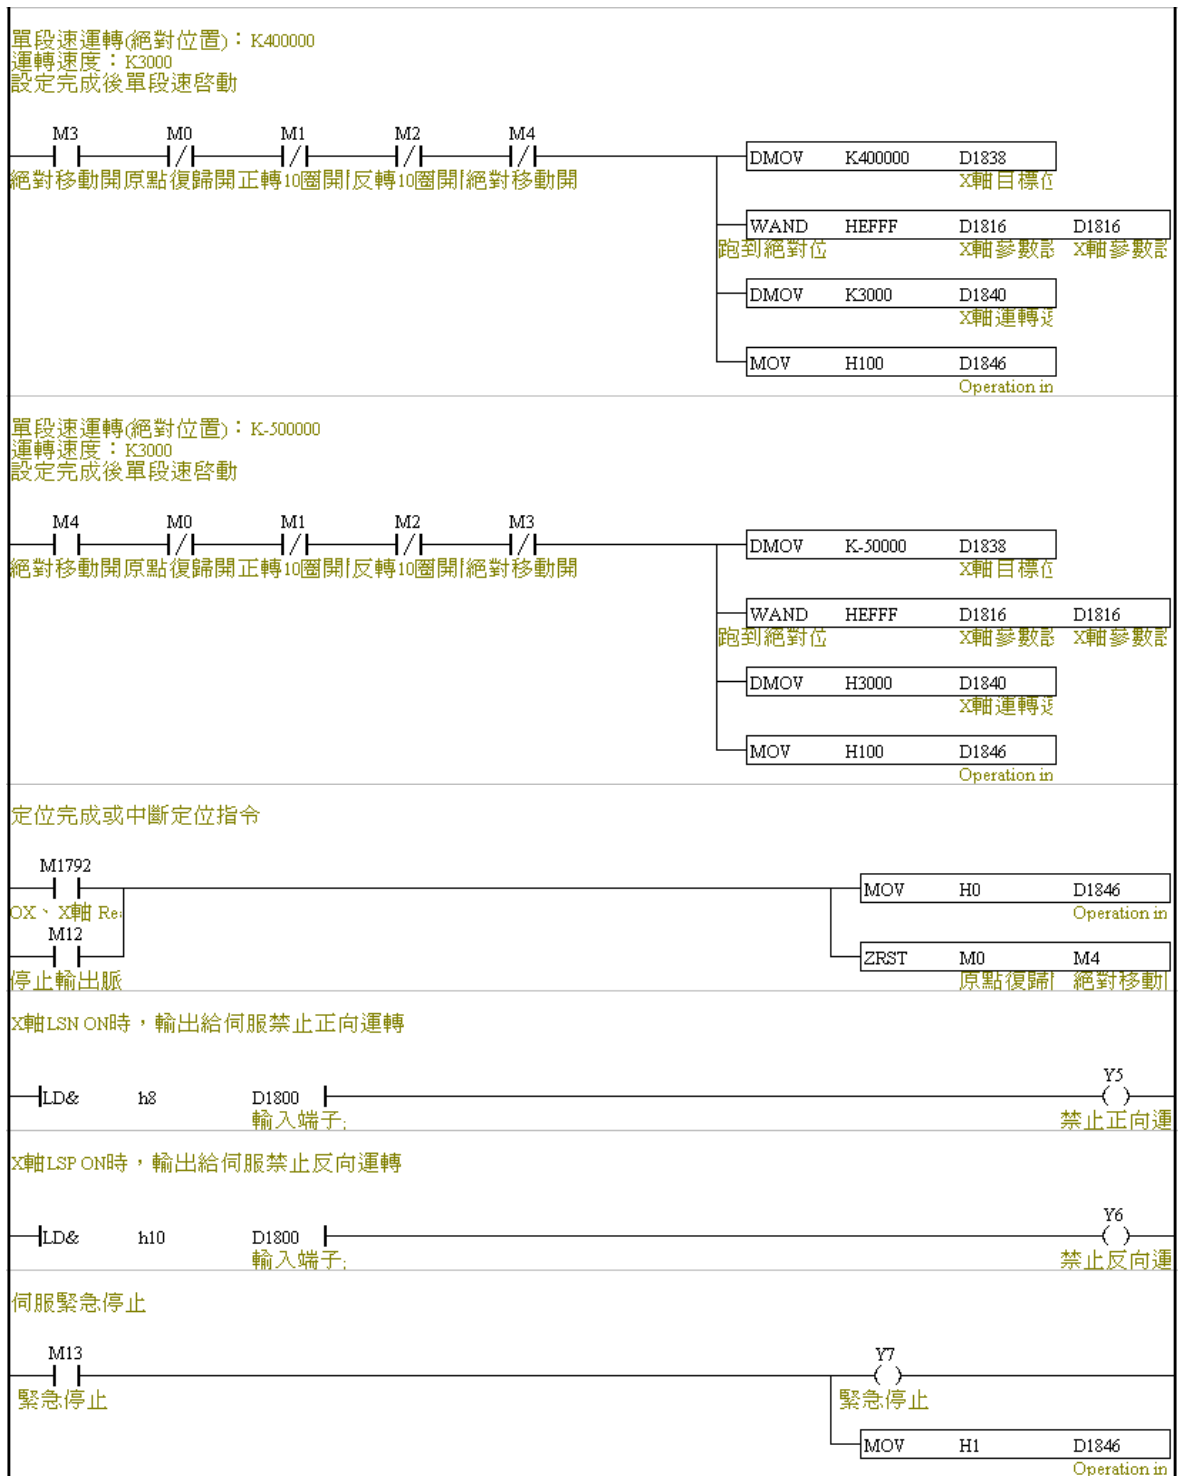 單段速運轉(絕對位置)：K400000
運轉速度：K3000
設定完成後單段速啓動
M3 M0 M1 M2 M4
絕對移動開 原點復歸開 正轉10圈開 反轉10圈開 絕對移動開
DMOV K400000 D1838
X軸目標位
WAND HEFFF D1816 D1816
跑到絕對位 X軸參數設 X軸參數設
DMOV K3000 D1840
X軸運轉速
MOV H100 D1846
Operation in
單段速運轉(絕對位置)：K-500000
運轉速度：K3000
設定完成後單段速啓動
M4 M0 M1 M2 M3
絕對移動開 原點復歸開 正轉10圈開 反轉10圈開 絕對移動開
DMOV K-50000 D1838
X軸目標位
WAND HEFFF D1816 D1816
跑到絕對位 X軸參數設 X軸參數設
DMOV H3000 D1840
X軸運轉速
MOV H100 D1846
Operation in
定位完成或中斷定位指令
M1792
MOV H0 D1846
OX、X軸 Re Operation in
M12
ZRST M0 M4
停止輸出脈 原點復歸 絕對移動
X軸LSN ON時，輸出給伺服禁止正向運轉
Y5
LD& h8 D1800
輸入端子 禁止正向運
X軸LSP ON時，輸出給伺服禁止反向運轉
Y6
LD& h10 D1800
輸入端子 禁止反向運
伺服緊急停止
M13 Y7
緊急停止 緊急停止
MOV H1 D1846
Operation in